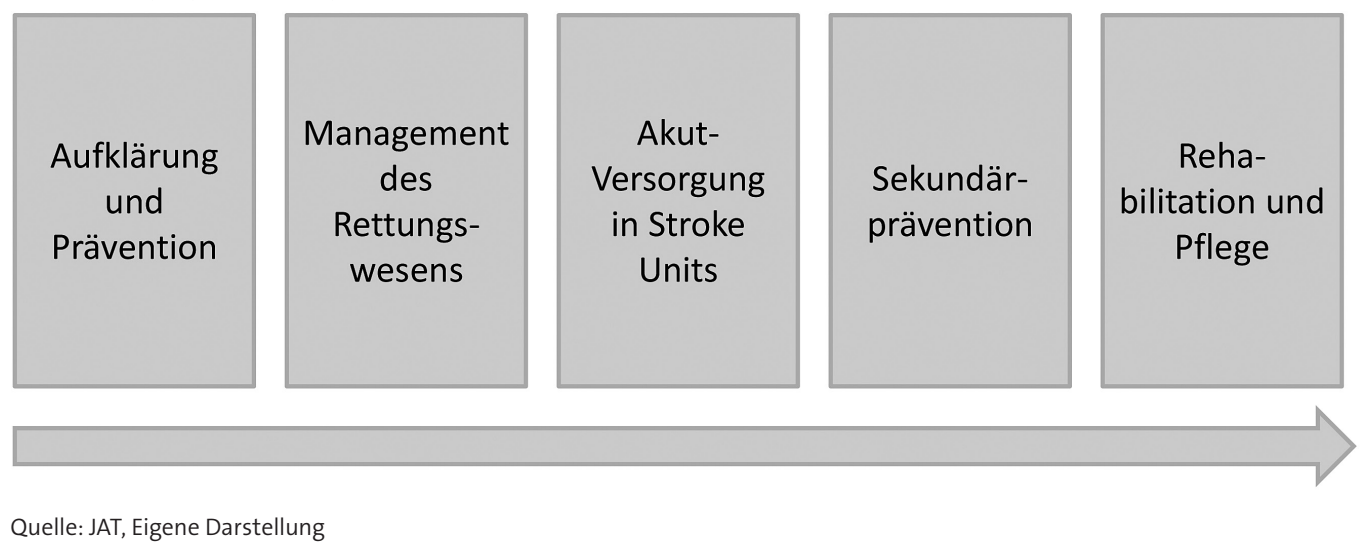 Aufklärung
und
Prävention
Management
des
Rettungs-
wesens
Akut-
Versorgung
in Stroke
Units
Sekundär-
prävention
Reha-
bilitation und
Pflege
Quelle: JAT, Eigene Darstellung